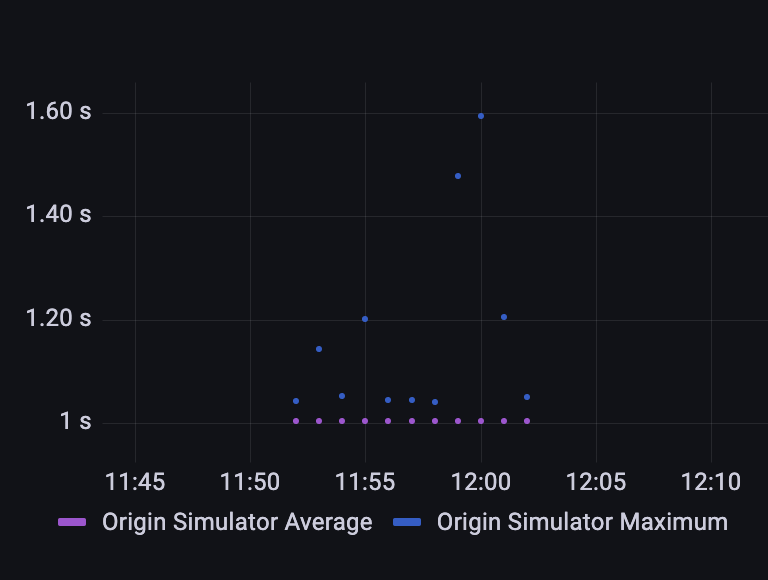 1.60 s
1.40 s
1.20 s
1 s
11:45 11:50 11:55 12:00 12:05 12:10
Origin Simulator Average Origin Simulator Maximum